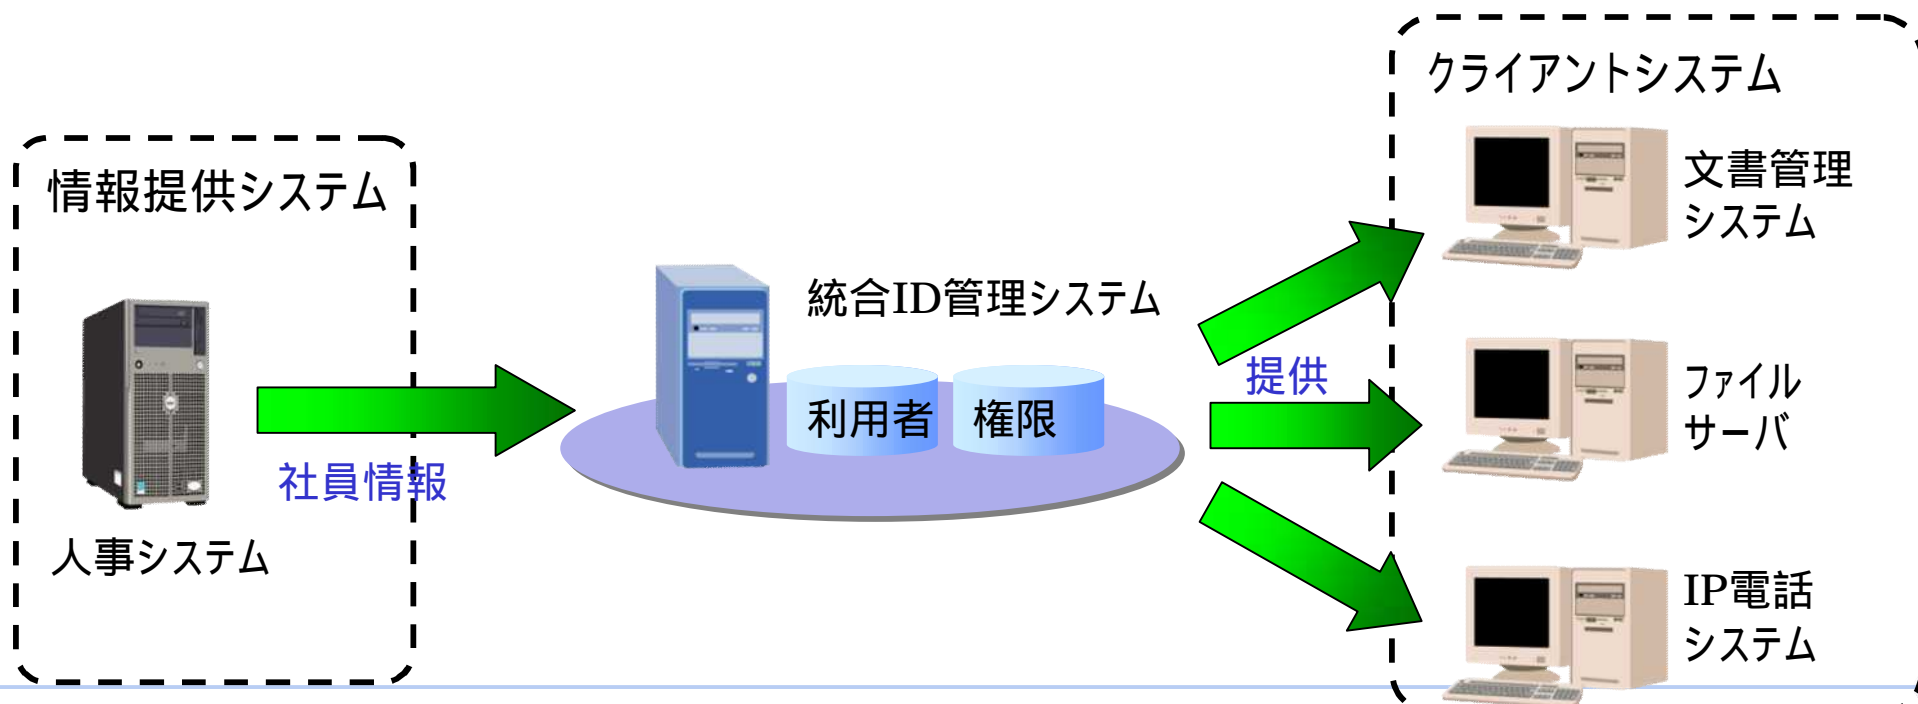 情報提供システム
人事システム
社員情報
統合ID管理システム
利用者
権限
提供
クライアントシステム
文書管理
システム
ファイル
サーバ
IP電話
システム